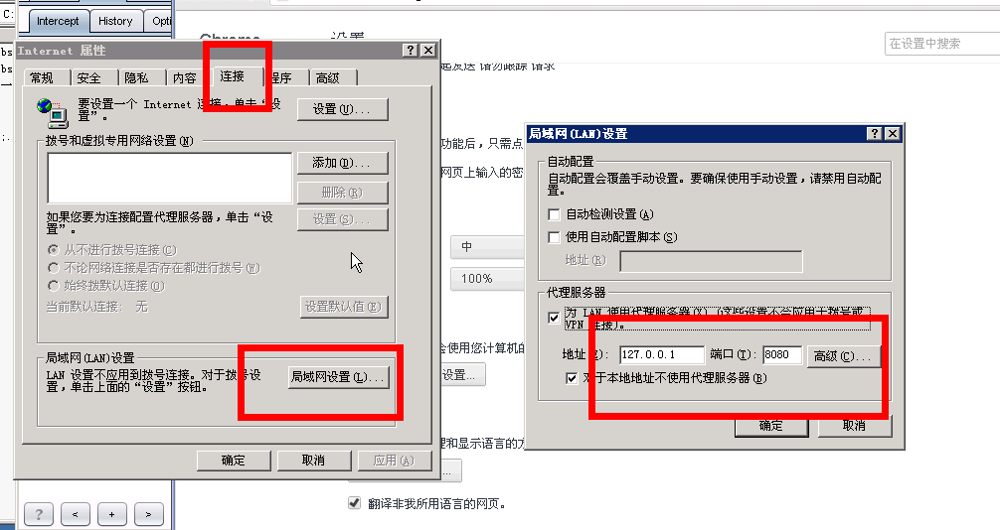 C:
Intercept
History
Opti
Chrome
设置
在设置中搜索
bs
bs
起发送"请勿跟踪"请求
Internet 属性
常规
安全
隐私
内容
连接
程序
高级
要设置一个 Internet 连接,单击“设置”。
设置(U)...
拨号和虚拟专用网络设置(N)
添加(D)...
删除(R)
设置(S)...
如果您要为连接配置代理服务器,单击“设
置”。
从不进行拨号连接(C)
不论网络连接是否存在都进行拨号(W)
始终拨默认连接(O)
当前默认连接: 无
设置默认值(E)
局域网(LAN)设置
LAN 设置不应用到拨号连接。对于拨号设
置,单击上面的“设置”按钮。
局域网设置(L)...
确定
取消
应用(A)
功能后,只需点
网页上输入的密
中
100%
会使用您计算机的
设置...
理和显示语言的方
...
翻译非我所用语言的网页。
?
<
+
>
局域网(LAN)设置
自动配置
自动配置会覆盖手动设置。要确保使用手动设置,请禁用自动配
置。
自动检测设置(A)
使用自动配置脚本(S)
地址(R)
代理服务器
为 LAN 使用代理服务器(X) (这些设置不会应用于拨号或
VPN 连接)。
地址(E):
127.0.0.1
端口(T):
8080
高级(C)...
对于本地地址不使用代理服务器(B)
确定
取消